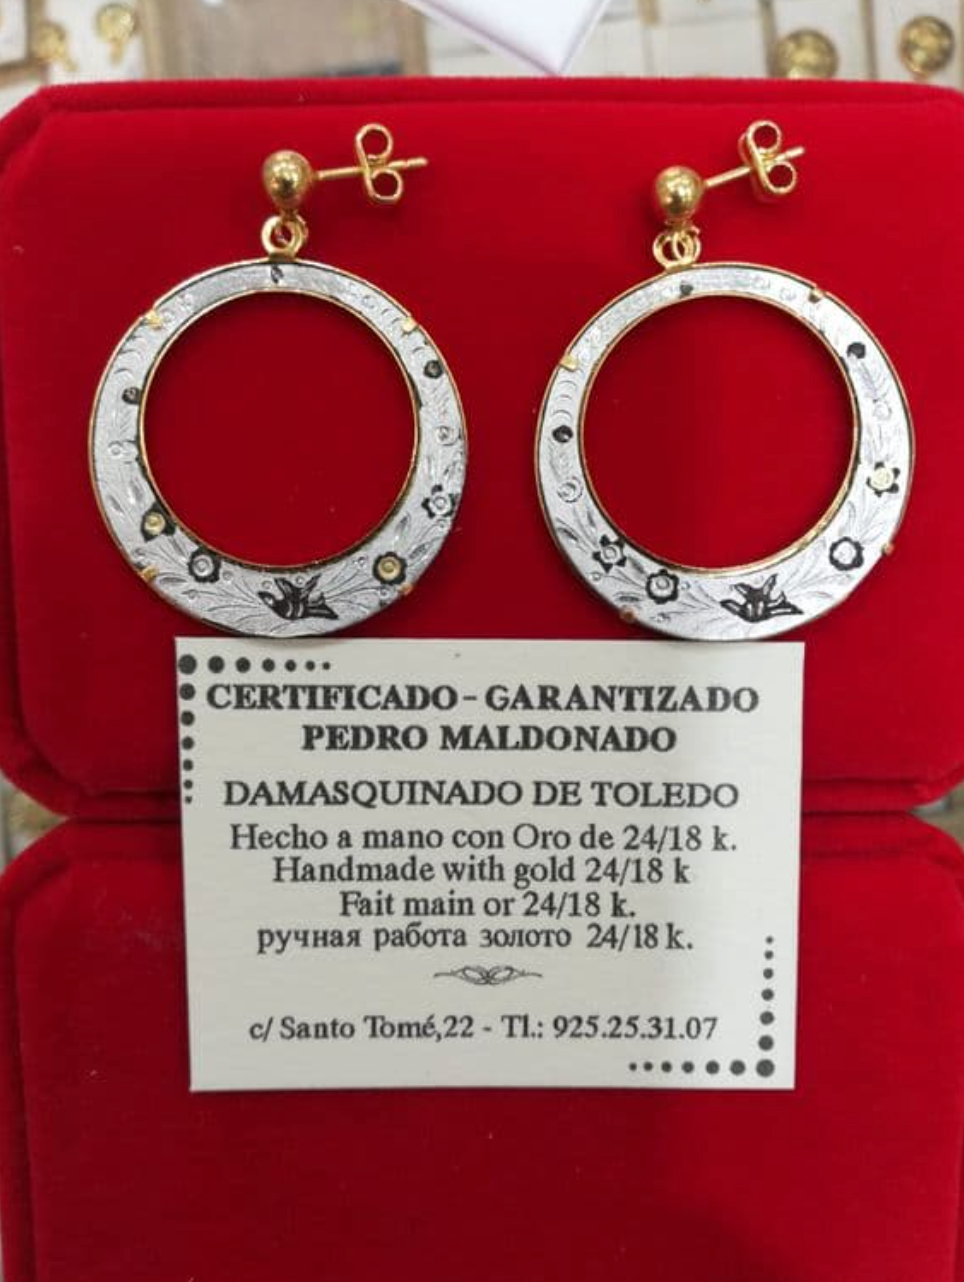 CERTIFICADO - GARANTIZADO
PEDRO MALDONADO
DAMASQUINADO DE TOLEDO
Hecho a mano con Oro de 24/18 k.
Handmade with gold 24/18 k
Fait main or 24/18 k.
ручная работа золото 24/18 k.
c/ Santo Tomé,22 - Tl.: 925.25.31.07